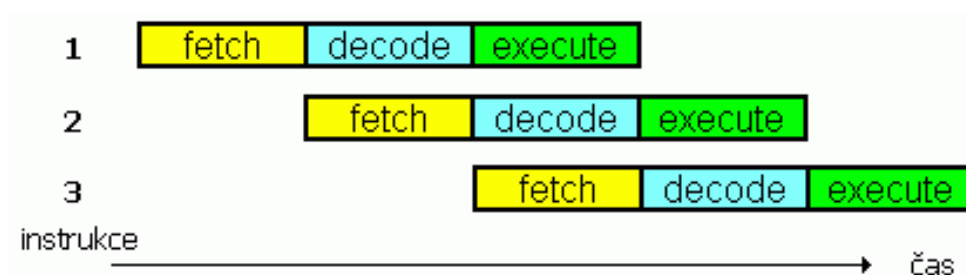 1 fetch decode execute
2 fetch decode execute
3 fetch decode execute
instrukce
čas